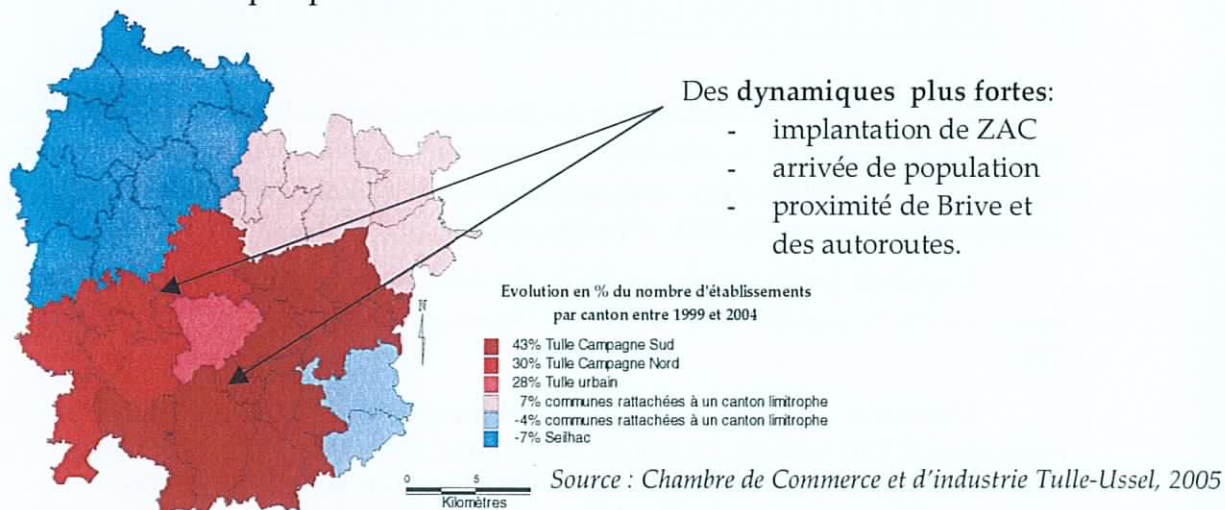 Des dynamiques plus fortes:
- implantation de ZAC
- arrivée de population
- proximité de Brive et
des autoroutes.
Evolution en % du nombre d'établissements
par canton entre 1999 et 2004
N
43% Tulle Campagne Sud
30% Tulle Campagne Nord
28% Tulle urbain
7% communes rattachées à un canton limitrophe
-4% communes rattachées à un canton limitrophe
-7% Seilhac
0 5
Kilomètres
Source : Chambre de Commerce et d'industrie Tulle-Ussel, 2005